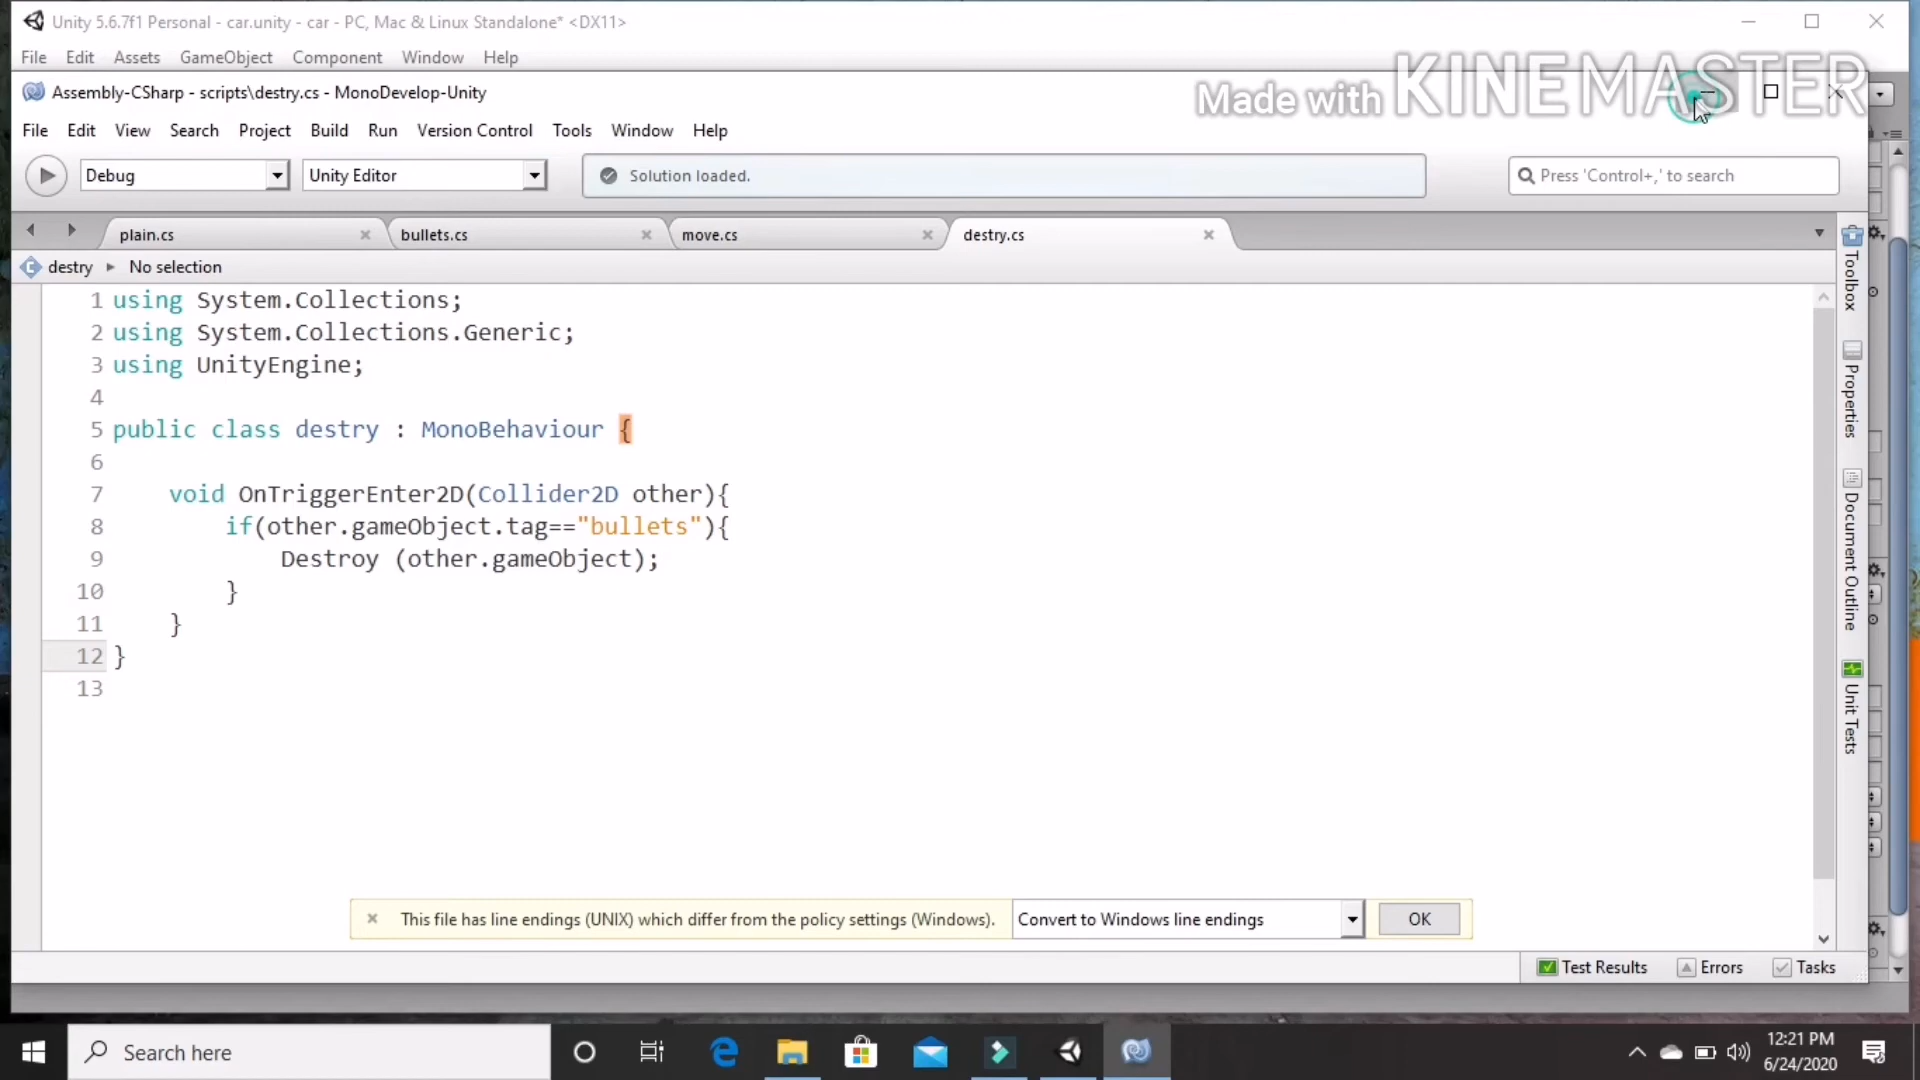 Unity 5.6.7f1 Personal - car.unity - car - PC, Mac & Linux Standalone* <DX11>
File Edit Assets GameObject Component Window Help
Made with KINEMASTER
Assembly-CSharp - scripts\destry.cs - MonoDevelop-Unity
File Edit View Search Project Build Run Version Control Tools Window Help
Debug Unity Editor Solution loaded. Press 'Control+,' to search
plain.cs bullets.cs move.cs destry.cs
destry No selection
1 using System.Collections;
2 using System.Collections.Generic;
3 using UnityEngine;
4
5 public class destry : MonoBehaviour {
6
7 void OnTriggerEnter2D(Collider2D other){
8 if(other.gameObject.tag=="bullets"){
9 Destroy (other.gameObject);
10 }
11 }
12 }
13
Toolbox
Properties
Document Outline
Unit Tests
This file has line endings (UNIX) which differ from the policy settings (Windows). Convert to Windows line endings OK
Test Results Errors Tasks
Search here
12:21 PM
6/24/2020